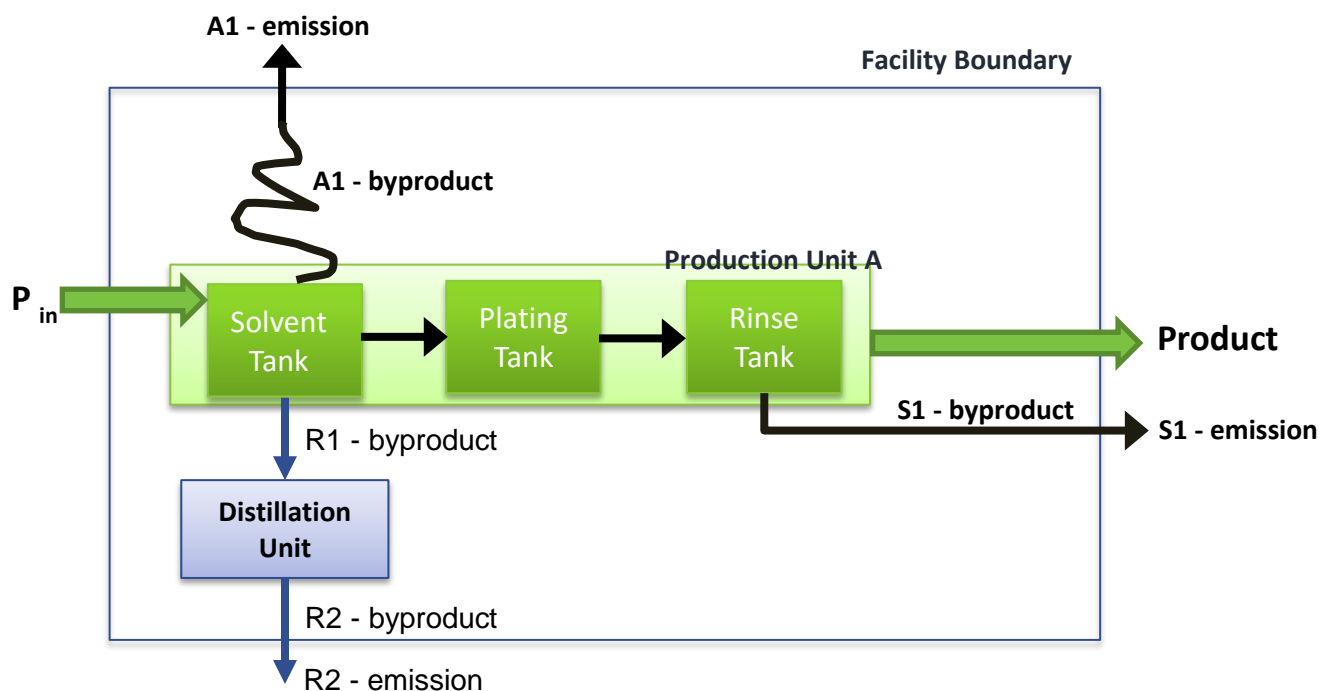 A1 - emission
Facility Boundary
A1 - byproduct
Production Unit A
P in
Solvent
Tank
Plating
Tank
Rinse
Tank
Product
S1 - byproduct
S1 - emission
R1 - byproduct
Distillation
Unit
R2 - byproduct
R2 - emission